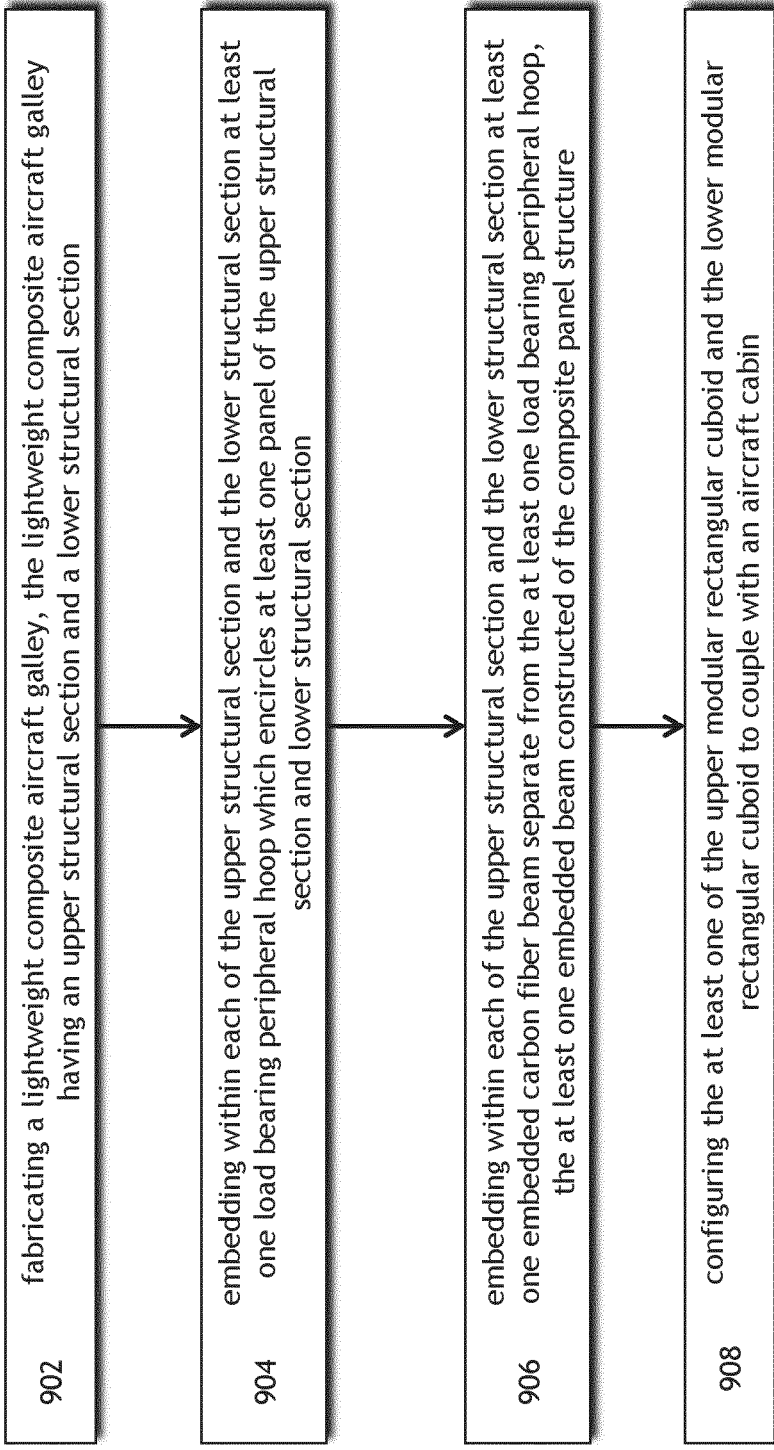 902 fabricating a lightweight composite aircraft galley, the lightweight composite aircraft galley
having an upper structural section and a lower structural section
904 embedding within each of the upper structural section and the lower structural section at least
one load bearing peripheral hoop which encircles at least one panel of the upper structural
section and lower structural section
906 embedding within each of the upper structural section and the lower structural section at least
one embedded carbon fiber beam separate from the at least one load bearing peripheral hoop,
the at least one embedded beam constructed of the composite panel structure
908 configuring the at least one of the upper modular rectangular cuboid and the lower modular
rectangular cuboid to couple with an aircraft cabin